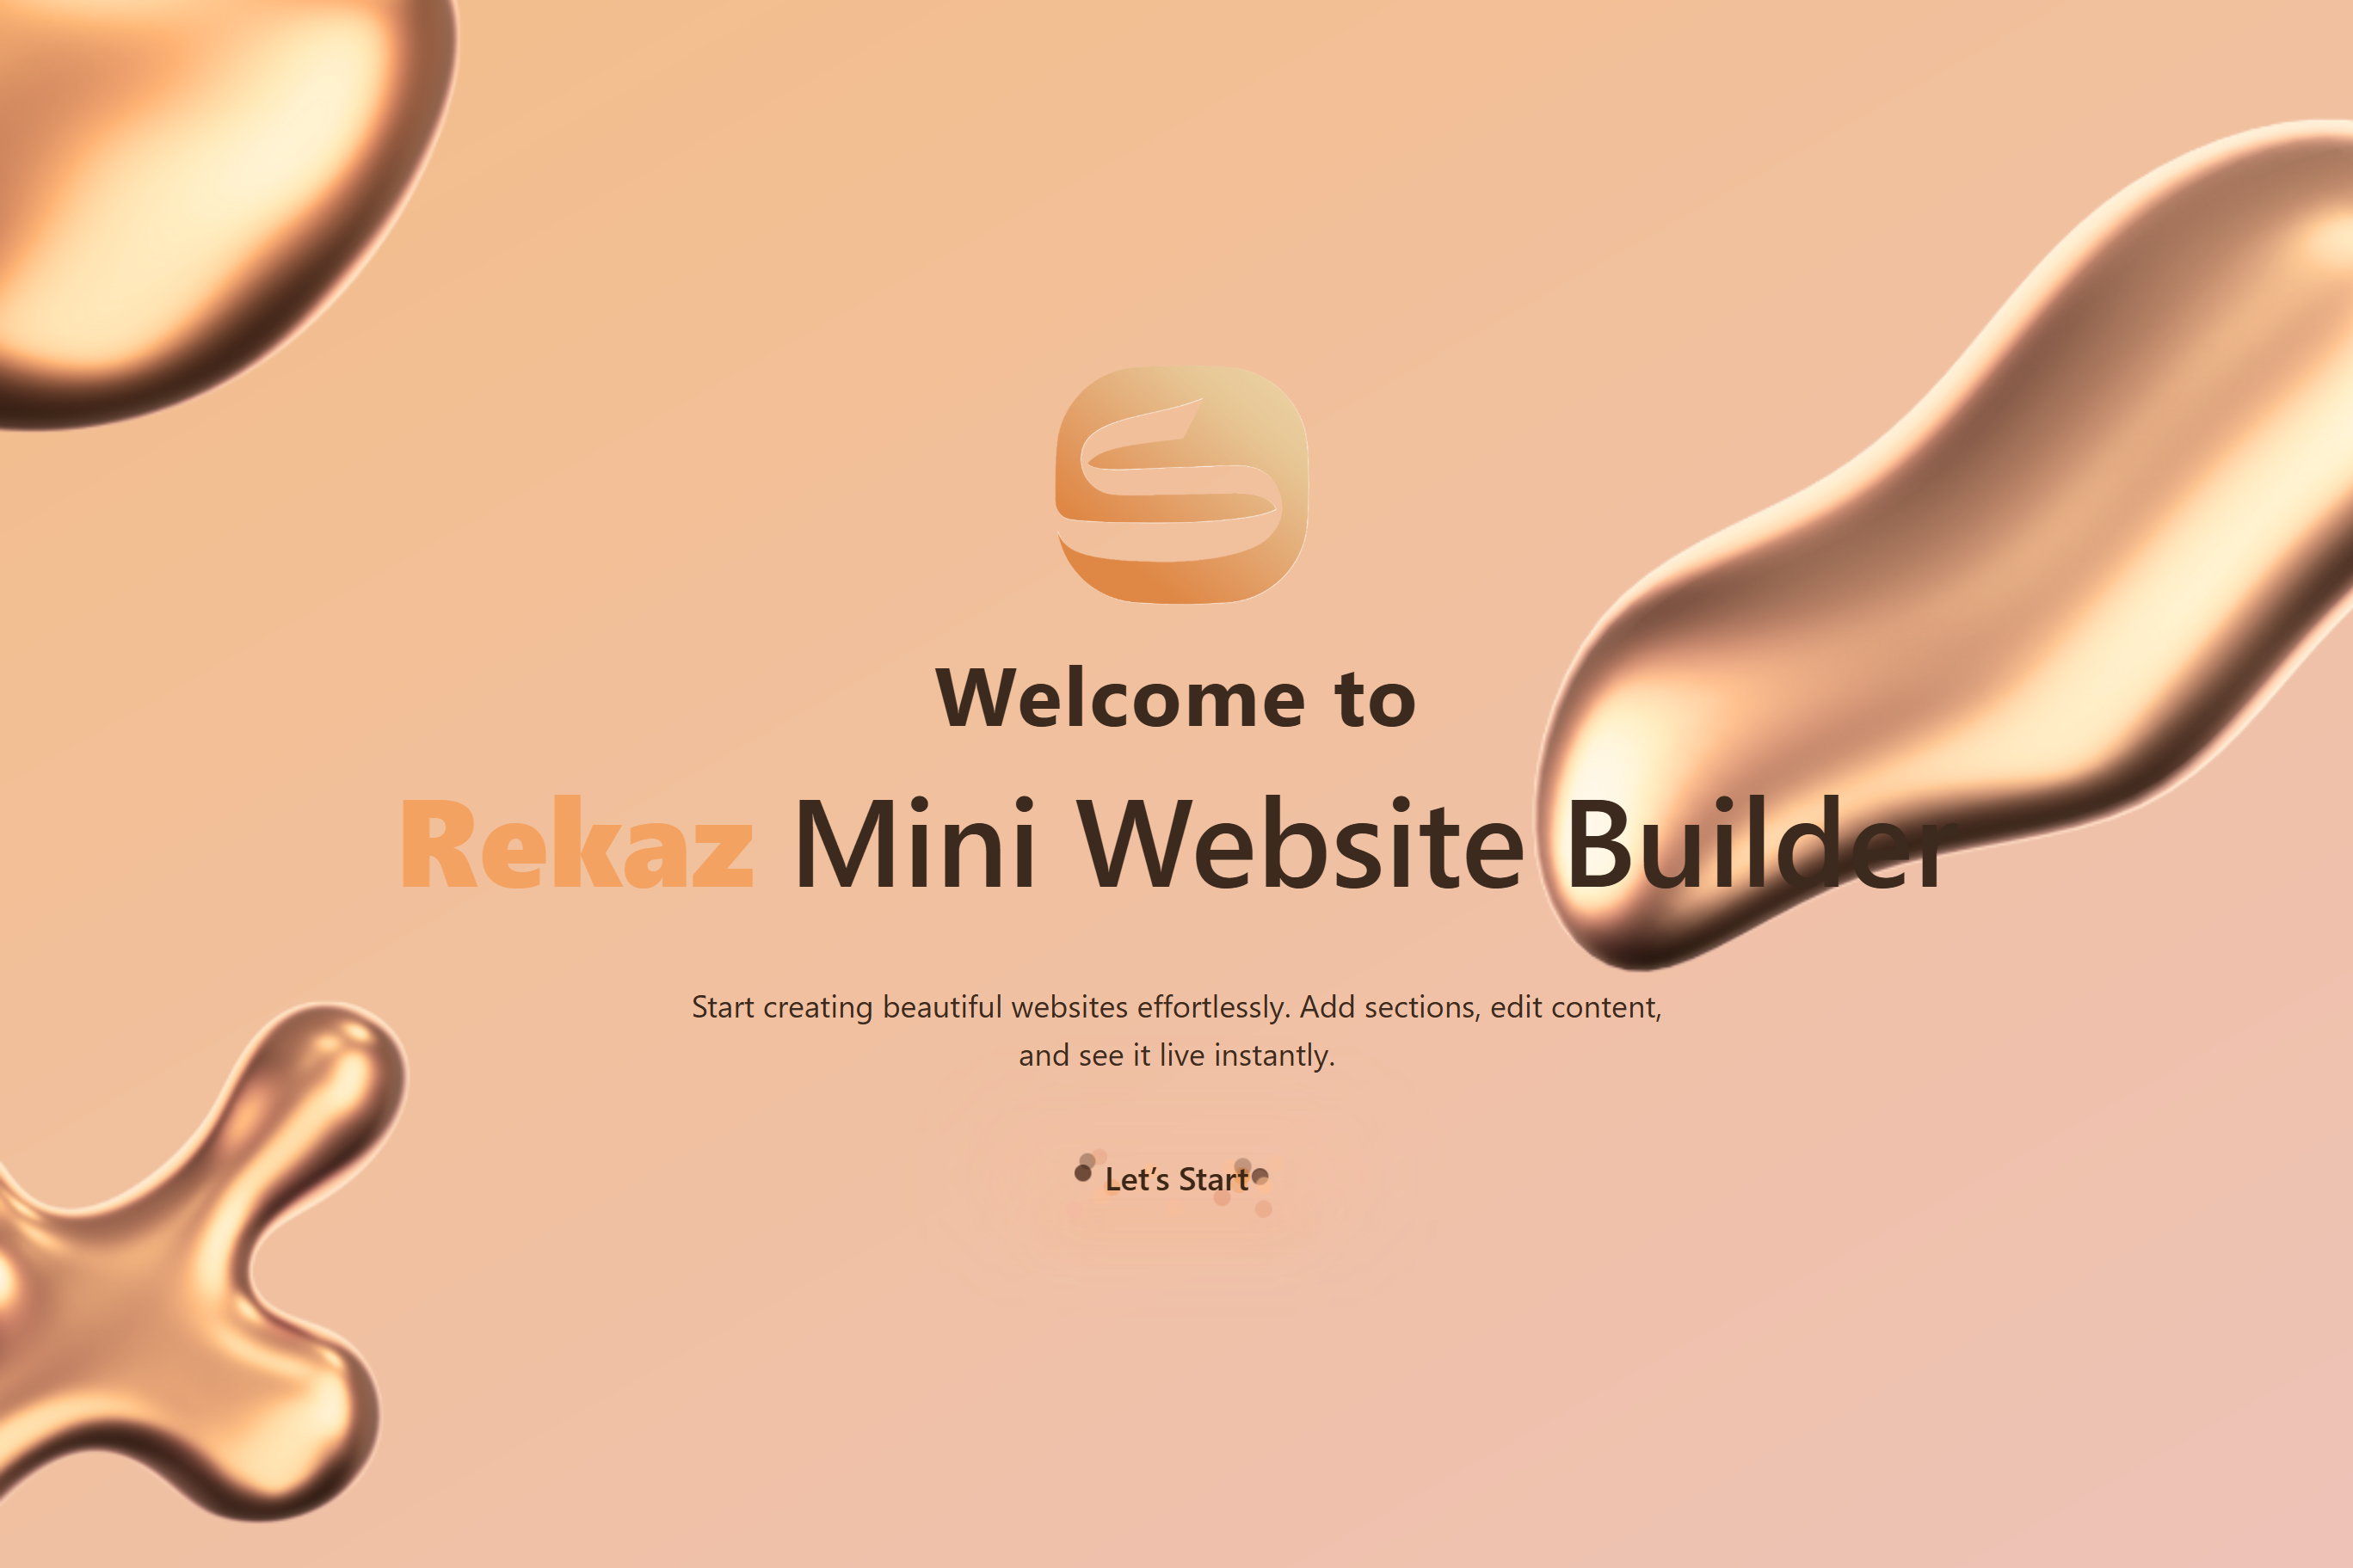 Welcome to
Rekaz Mini Website Builder
Start creating beautiful websites effortlessly. Add sections, edit content,
and see it live instantly.
Let’s Start